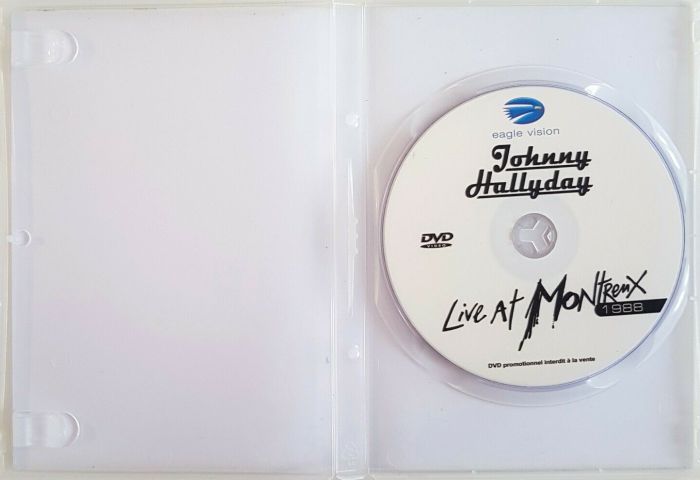 eagle vision
Johnny
Hallyday
DVD
VIDEO
Live At Montreux
1988
DVD promotionnel interdit à la vente